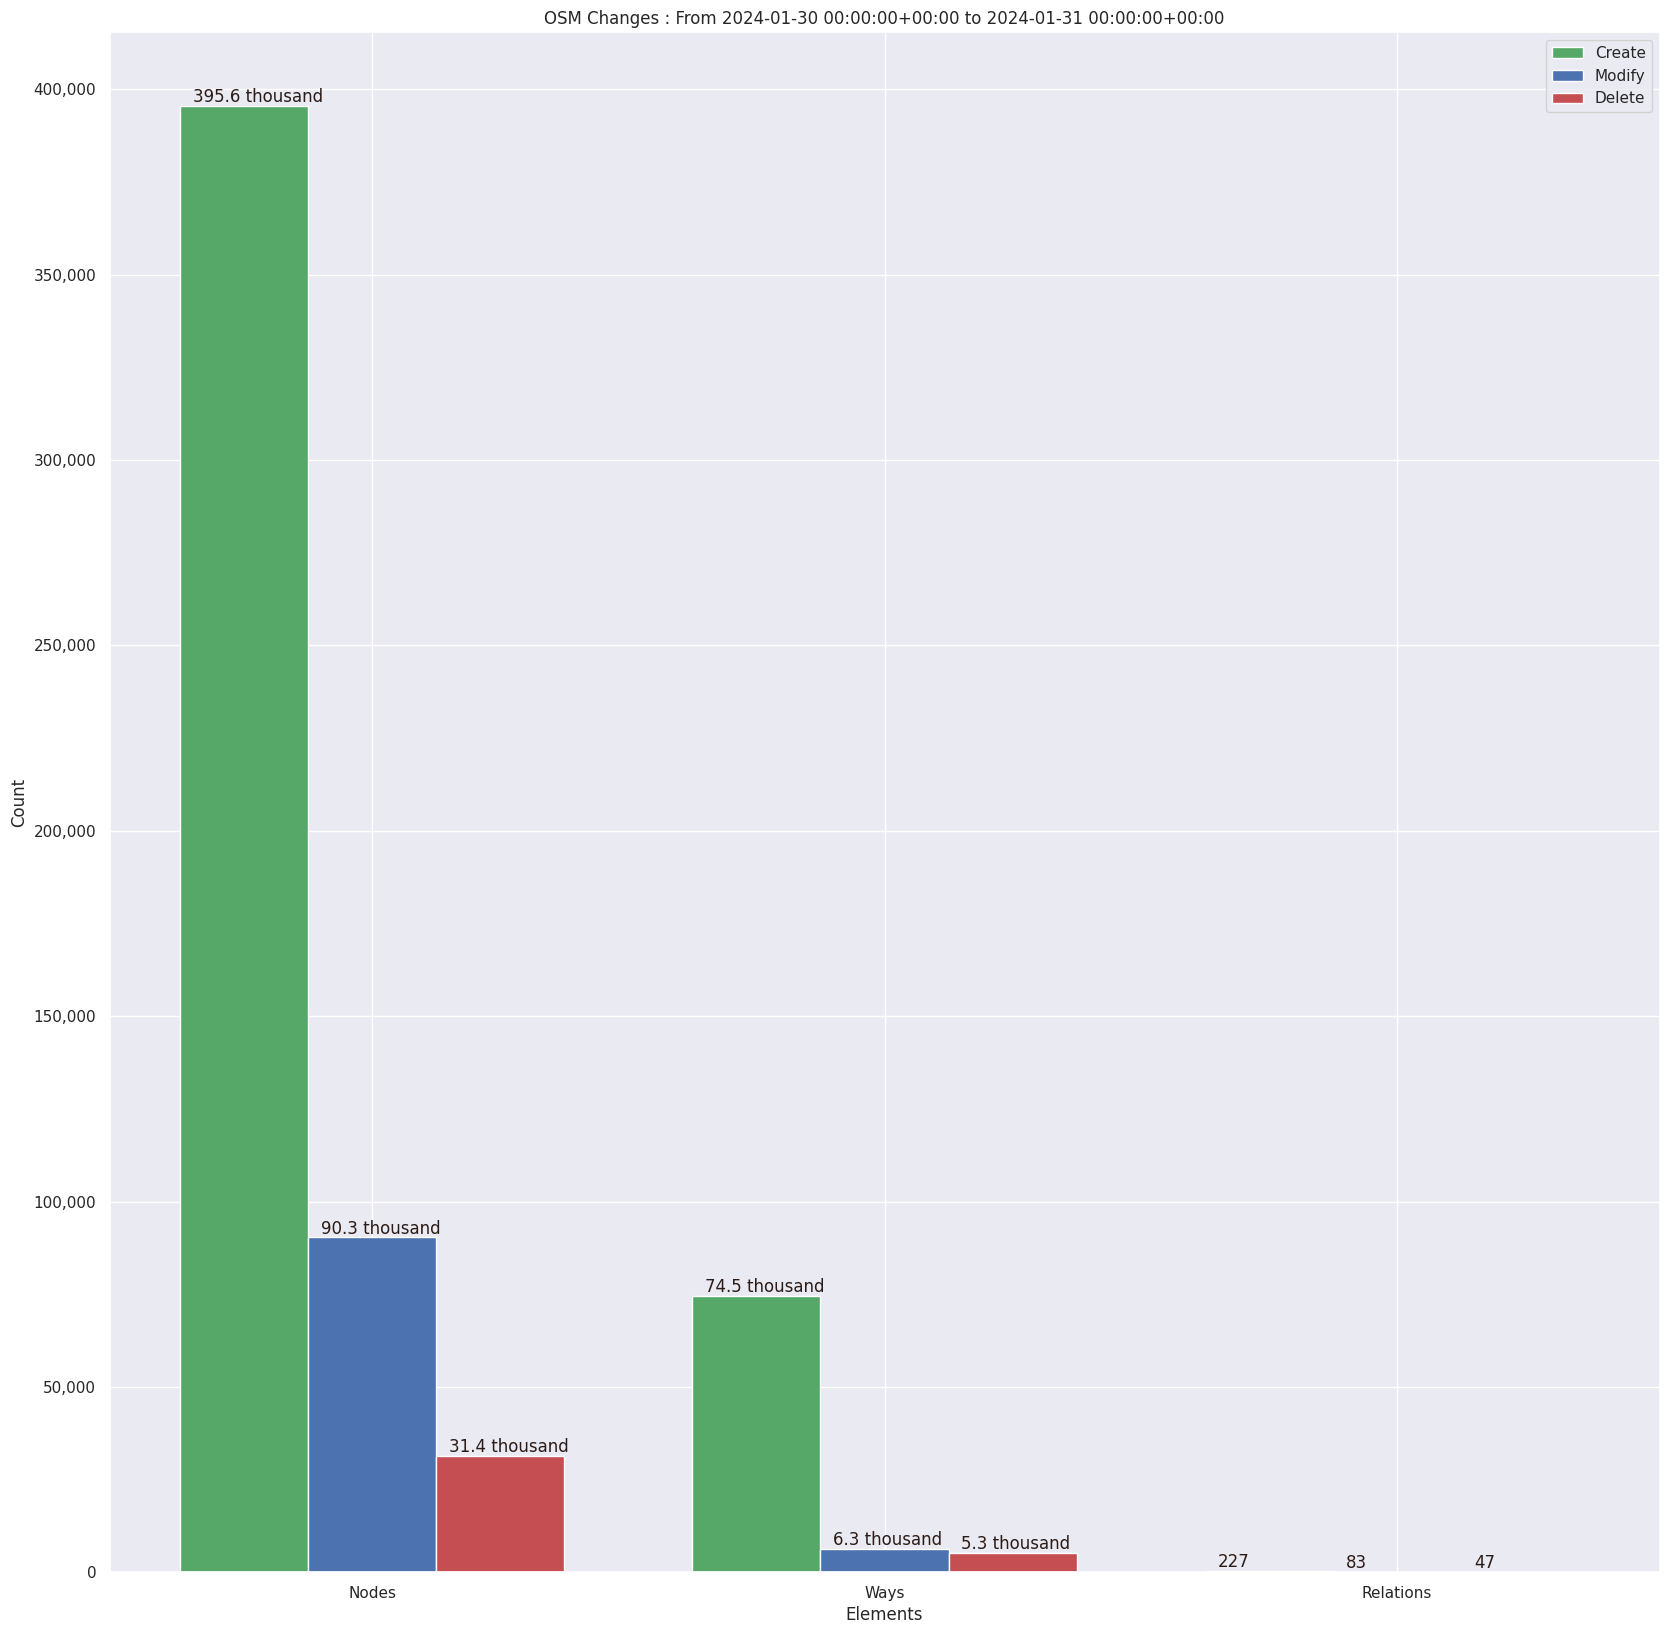 OSM Changes : From 2024-01-30 00:00:00+00:00 to 2024-01-31 00:00:00+00:00
Create
Modify
Delete
Count
400,000
350,000
300,000
250,000
200,000
150,000
100,000
50,000
0
395.6 thousand
90.3 thousand
31.4 thousand
74.5 thousand
6.3 thousand
5.3 thousand
227
83
47
Nodes
Ways
Relations
Elements